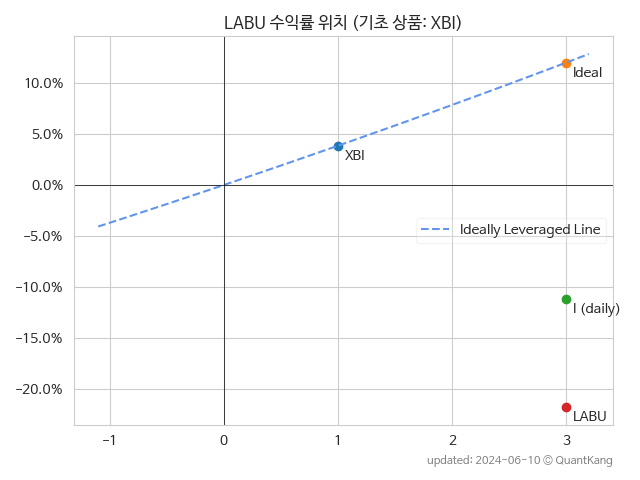 LABU 수익률 위치 (기초 상품: XBI)
10.0%
5.0%
0.0%
−5.0%
−10.0%
−15.0%
−20.0%
Ideal
XBI
Ideally Leveraged Line
I (daily)
LABU
−1
0
1
2
3
updated: 2024-06-10 © QuantKang